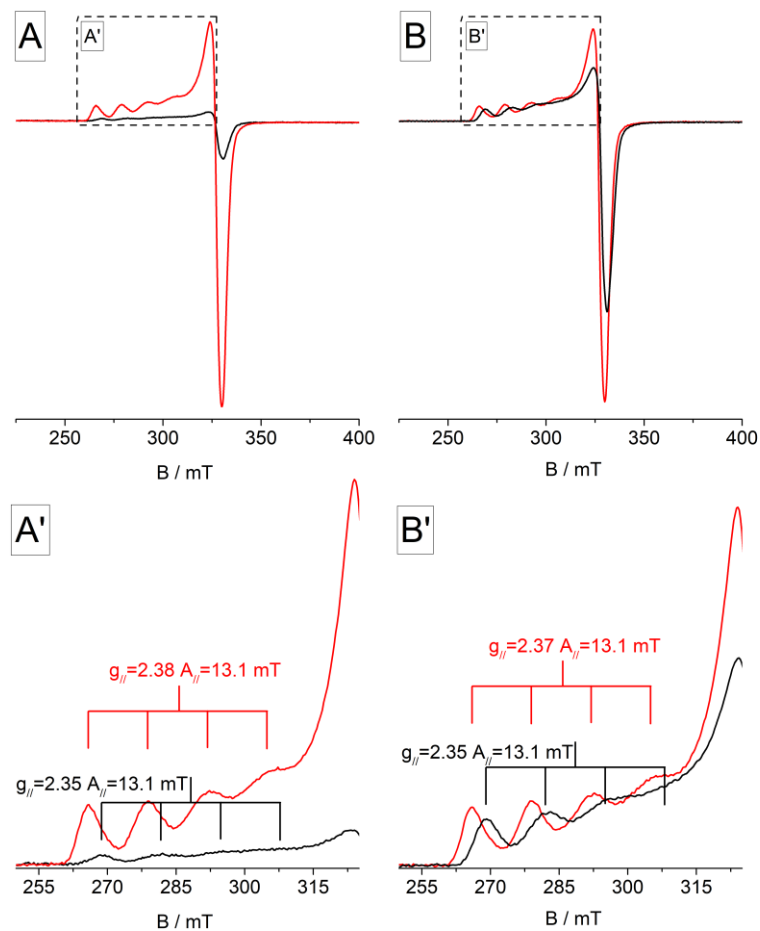 A
A'
B
B'
250 300 350 400
B / mT
250 300 350 400
B / mT
A'
g//=2.38 A//=13.1 mT
g//=2.35 A//=13.1 mT
255 270 285 300 315
B / mT
B'
g//=2.37 A//=13.1 mT
g//=2.35 A//=13.1 mT
255 270 285 300 315
B / mT